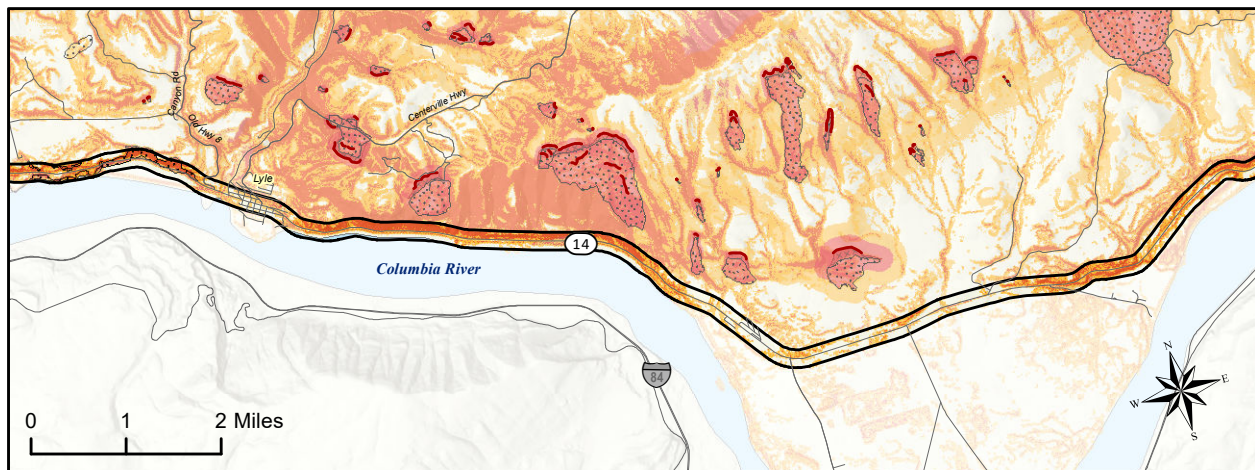 Canyon Rd
Old Hwy 8
Centerville Hwy
Lyle
14
Columbia River
84
0 1 2 Miles
N
E
W
S